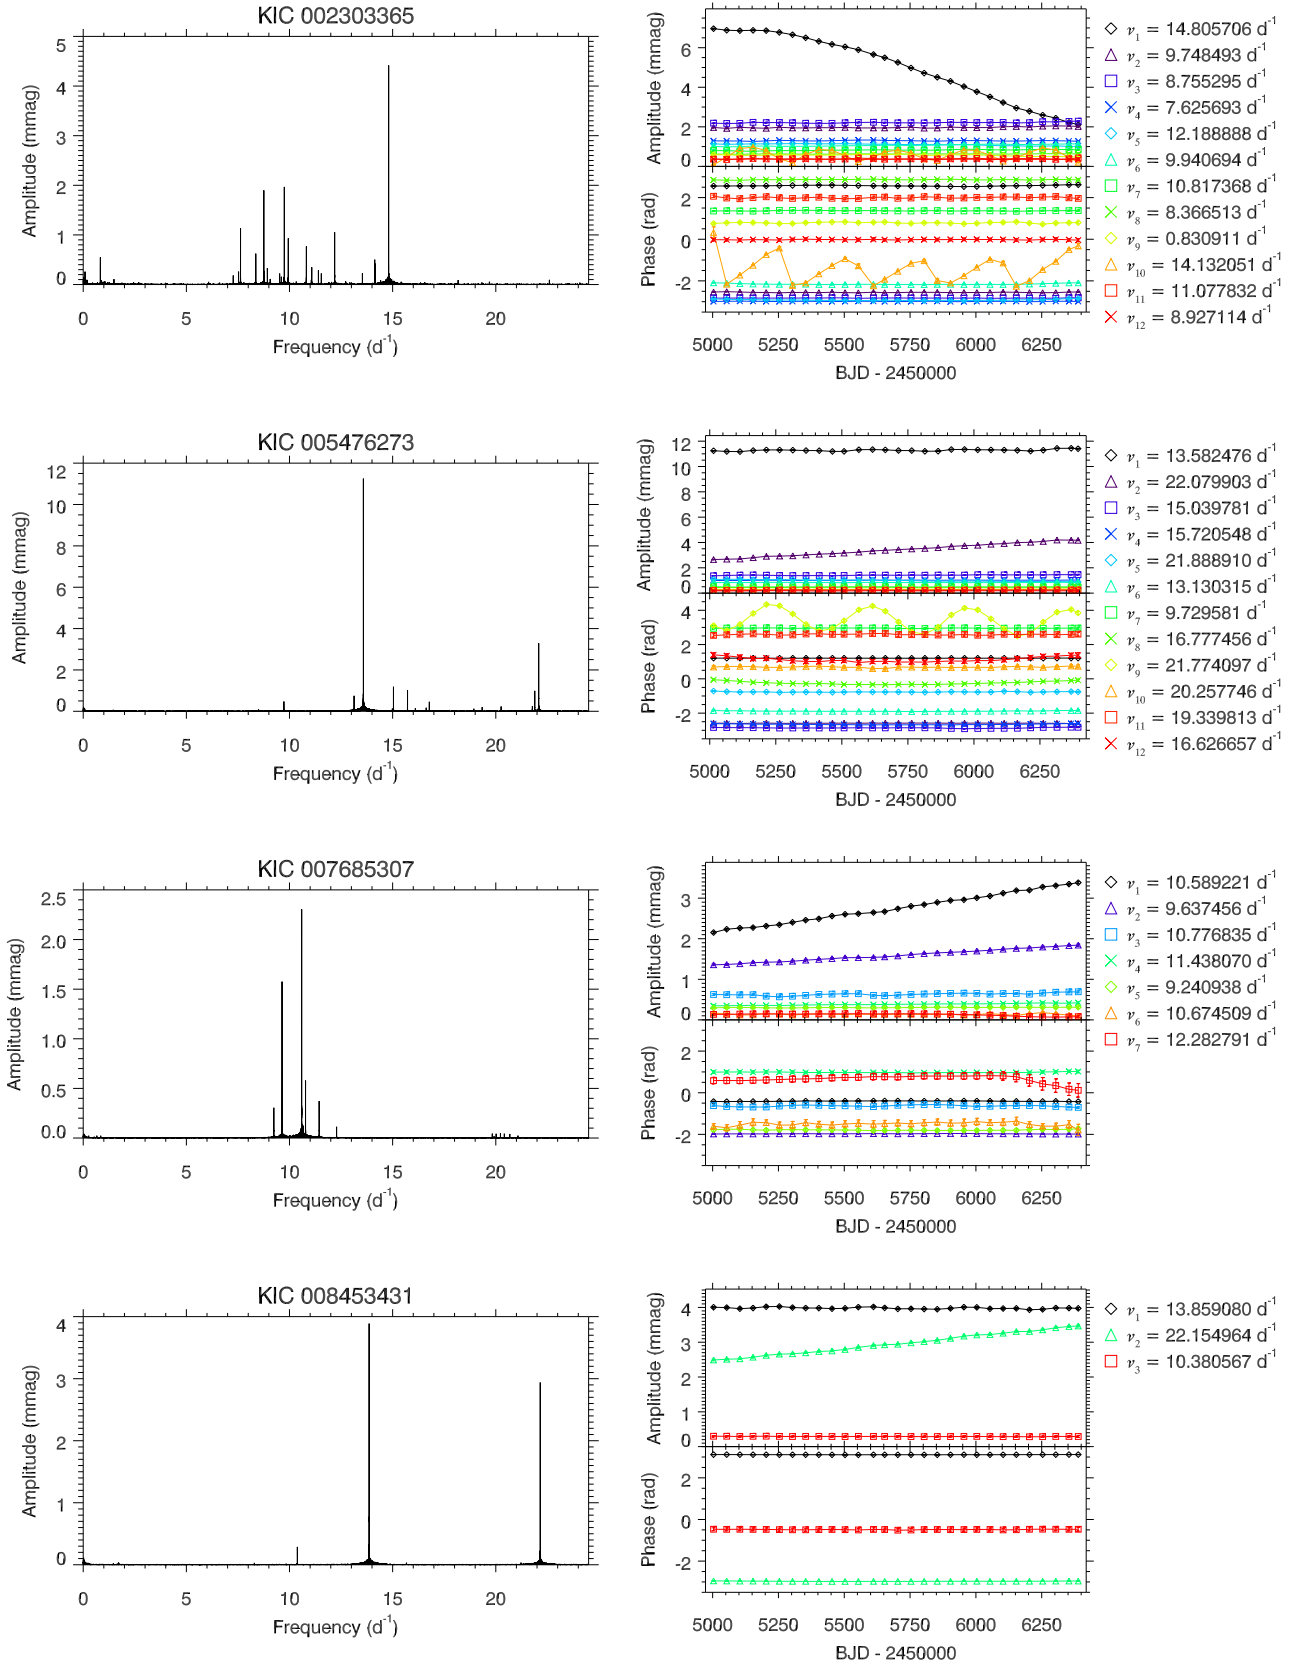 KIC 002303365
Amplitude (mmag)
5
4
3
2
1
0
0 5 10 15 20
Frequency (d⁻¹)
Amplitude (mmag)
6
4
2
0
Phase (rad)
2
0
-2
5000 5250 5500 5750 6000 6250
BJD - 2450000
ν₁ = 14.805706 d⁻¹
ν₂ = 9.748493 d⁻¹
ν₃ = 8.755295 d⁻¹
ν₄ = 7.625693 d⁻¹
ν₅ = 12.188888 d⁻¹
ν₆ = 9.940694 d⁻¹
ν₇ = 10.817368 d⁻¹
ν₈ = 8.366513 d⁻¹
ν₉ = 0.830911 d⁻¹
ν₁₀ = 14.132051 d⁻¹
ν₁₁ = 11.077832 d⁻¹
ν₁₂ = 8.927114 d⁻¹
KIC 005476273
Amplitude (mmag)
12
10
8
6
4
2
0
0 5 10 15 20
Frequency (d⁻¹)
Amplitude (mmag)
12
10
8
6
4
2
0
Phase (rad)
4
2
0
-2
5000 5250 5500 5750 6000 6250
BJD - 2450000
ν₁ = 13.582476 d⁻¹
ν₂ = 22.079903 d⁻¹
ν₃ = 15.039781 d⁻¹
ν₄ = 15.720548 d⁻¹
ν₅ = 21.888910 d⁻¹
ν₆ = 13.130315 d⁻¹
ν₇ = 9.729581 d⁻¹
ν₈ = 16.777456 d⁻¹
ν₉ = 21.774097 d⁻¹
ν₁₀ = 20.257746 d⁻¹
ν₁₁ = 19.339813 d⁻¹
ν₁₂ = 16.626657 d⁻¹
KIC 007685307
Amplitude (mmag)
2.5
2.0
1.5
1.0
0.5
0.0
0 5 10 15 20
Frequency (d⁻¹)
Amplitude (mmag)
3
2
1
0
Phase (rad)
2
0
-2
5000 5250 5500 5750 6000 6250
BJD - 2450000
ν₁ = 10.589221 d⁻¹
ν₂ = 9.637456 d⁻¹
ν₃ = 10.776835 d⁻¹
ν₄ = 11.438070 d⁻¹
ν₅ = 9.240938 d⁻¹
ν₆ = 10.674509 d⁻¹
ν₇ = 12.282791 d⁻¹
KIC 008453431
Amplitude (mmag)
4
3
2
1
0
0 5 10 15 20
Frequency (d⁻¹)
Amplitude (mmag)
4
3
2
1
0
Phase (rad)
2
0
-2
5000 5250 5500 5750 6000 6250
BJD - 2450000
ν₁ = 13.859080 d⁻¹
ν₂ = 22.154964 d⁻¹
ν₃ = 10.380567 d⁻¹